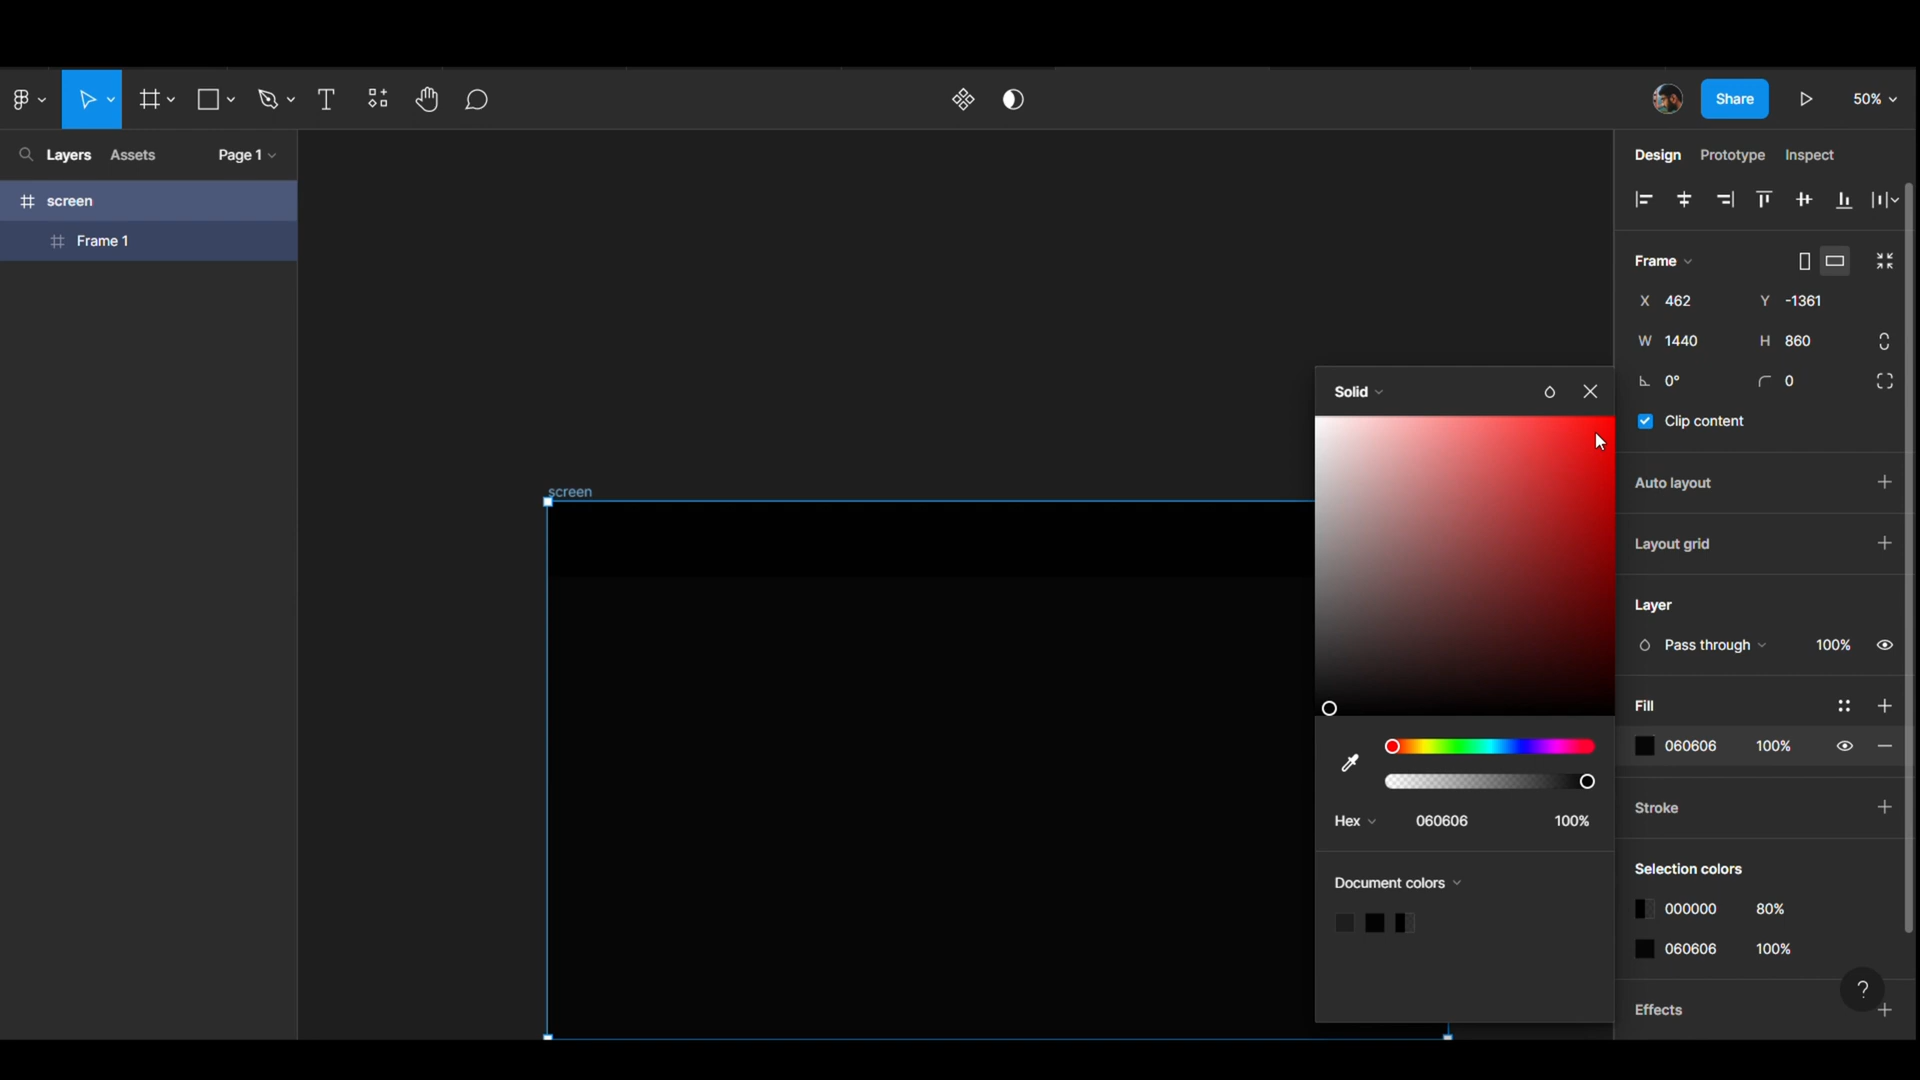 Share
50%
Layers Assets Page 1
screen
Frame 1
screen
Solid
Hex 060606 100%
Document colors
Design Prototype Inspect
Frame
X 462 Y -1361
W 1440 H 860
0° 0
Clip content
Auto layout
Layout grid
Layer
Pass through 100%
Fill
060606 100%
Stroke
Selection colors
000000 80%
060606 100%
Effects
?